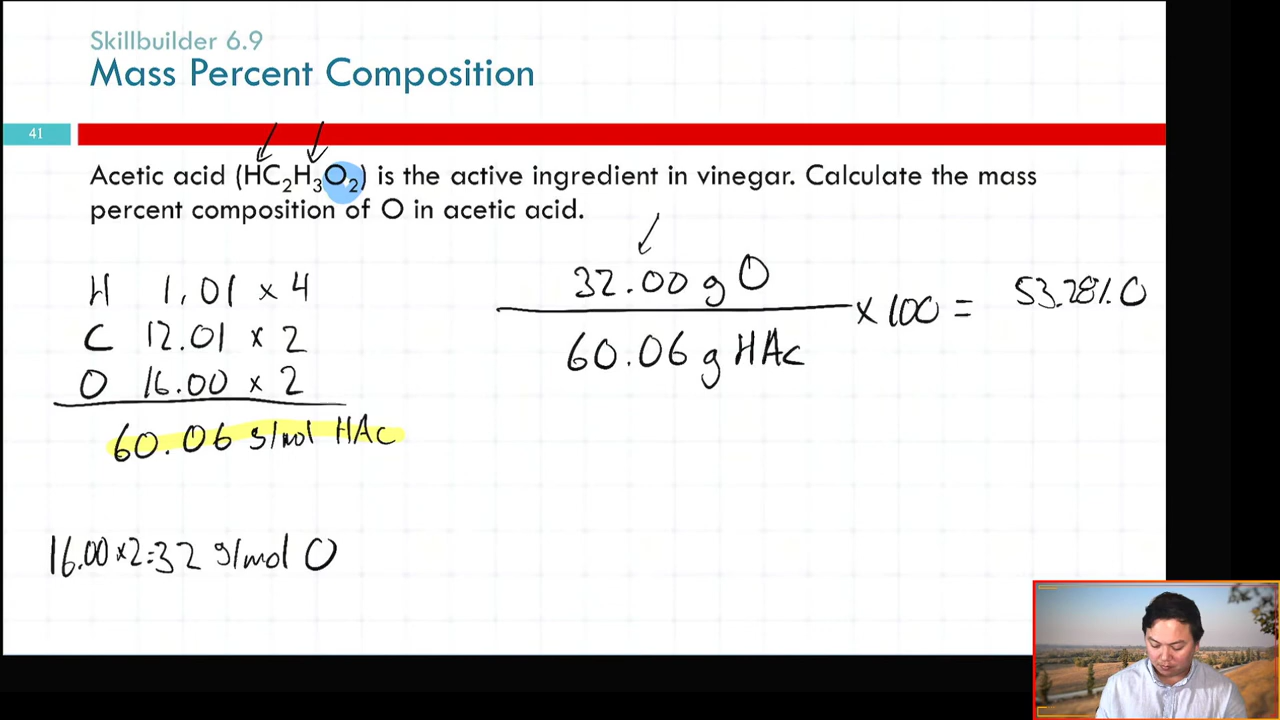 Skillbuilder 6.9
Mass Percent Composition
41
Acetic acid (HC₂H₃O₂) is the active ingredient in vinegar. Calculate the mass
percent composition of O in acetic acid.
H 1.01 × 4
C 12.01 × 2
O 16.00 × 2
60.06 g/mol HAc
16.00 × 2 = 32 g/mol O
32.00 g O
60.06 g HAc
× 100 =
53.28% O